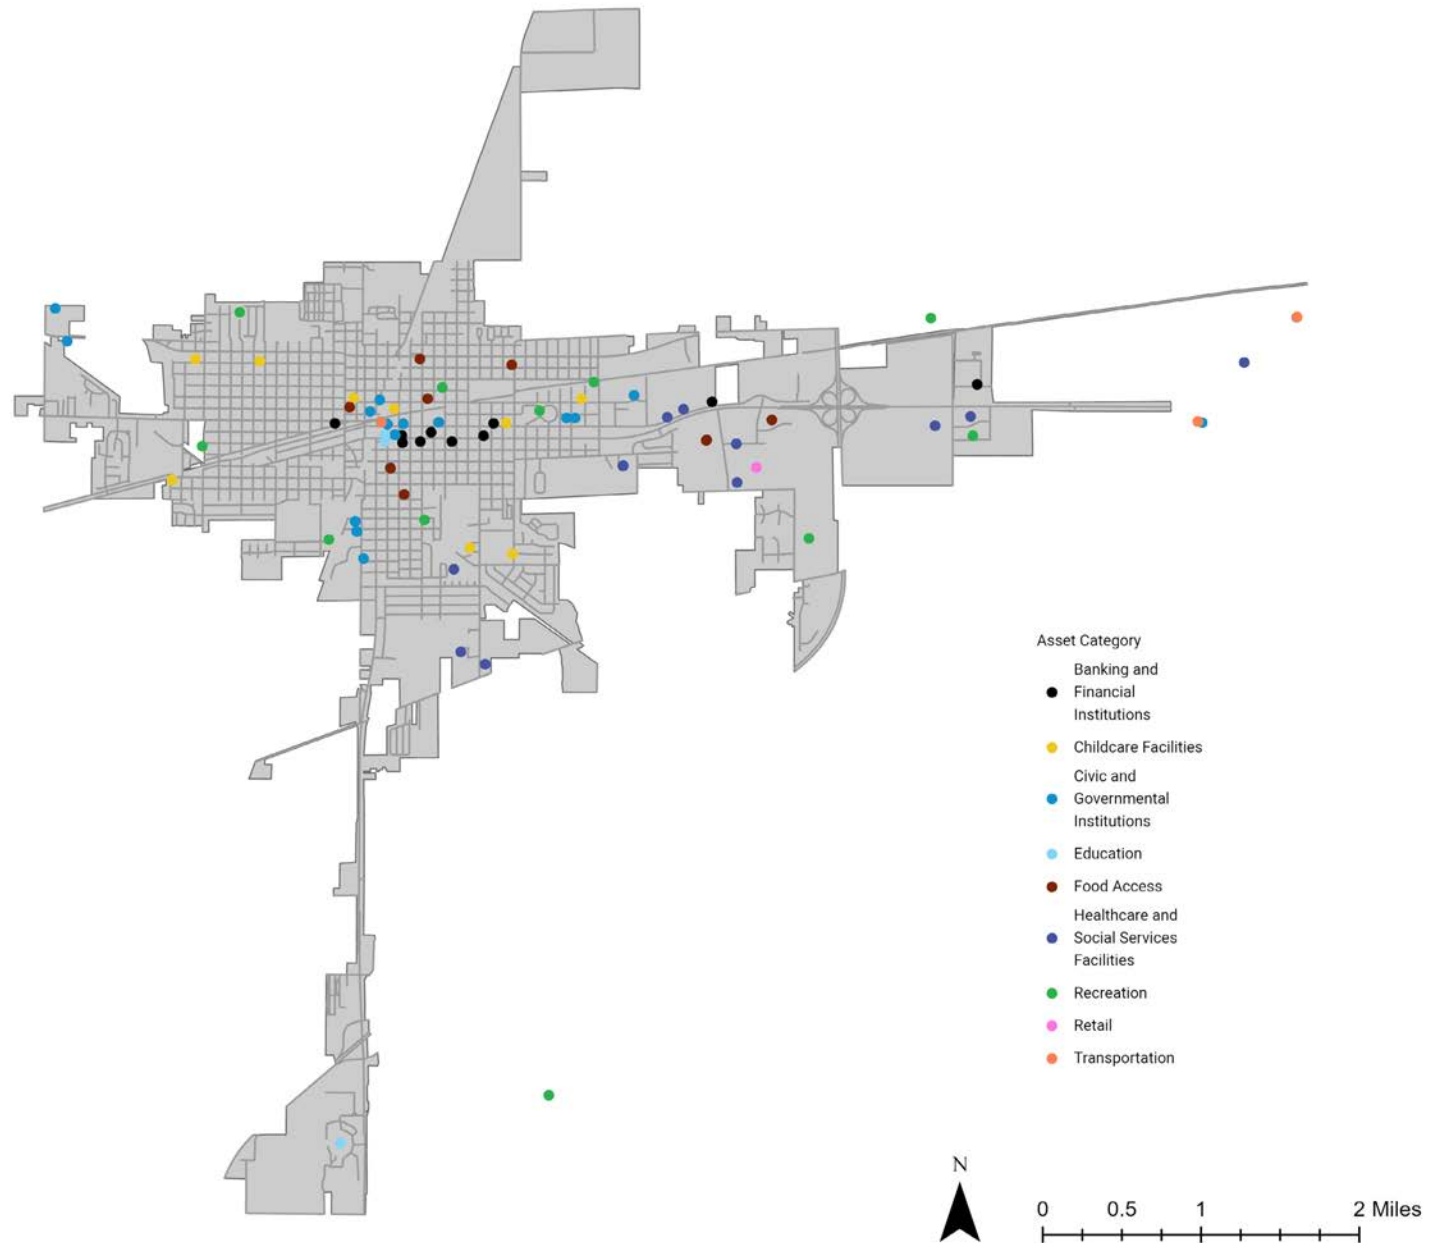 Asset Category
Banking and
Financial
Institutions
Childcare Facilities
Civic and
Governmental
Institutions
Education
Food Access
Healthcare and
Social Services
Facilities
Recreation
Retail
Transportation
N
0 0.5 1 2 Miles